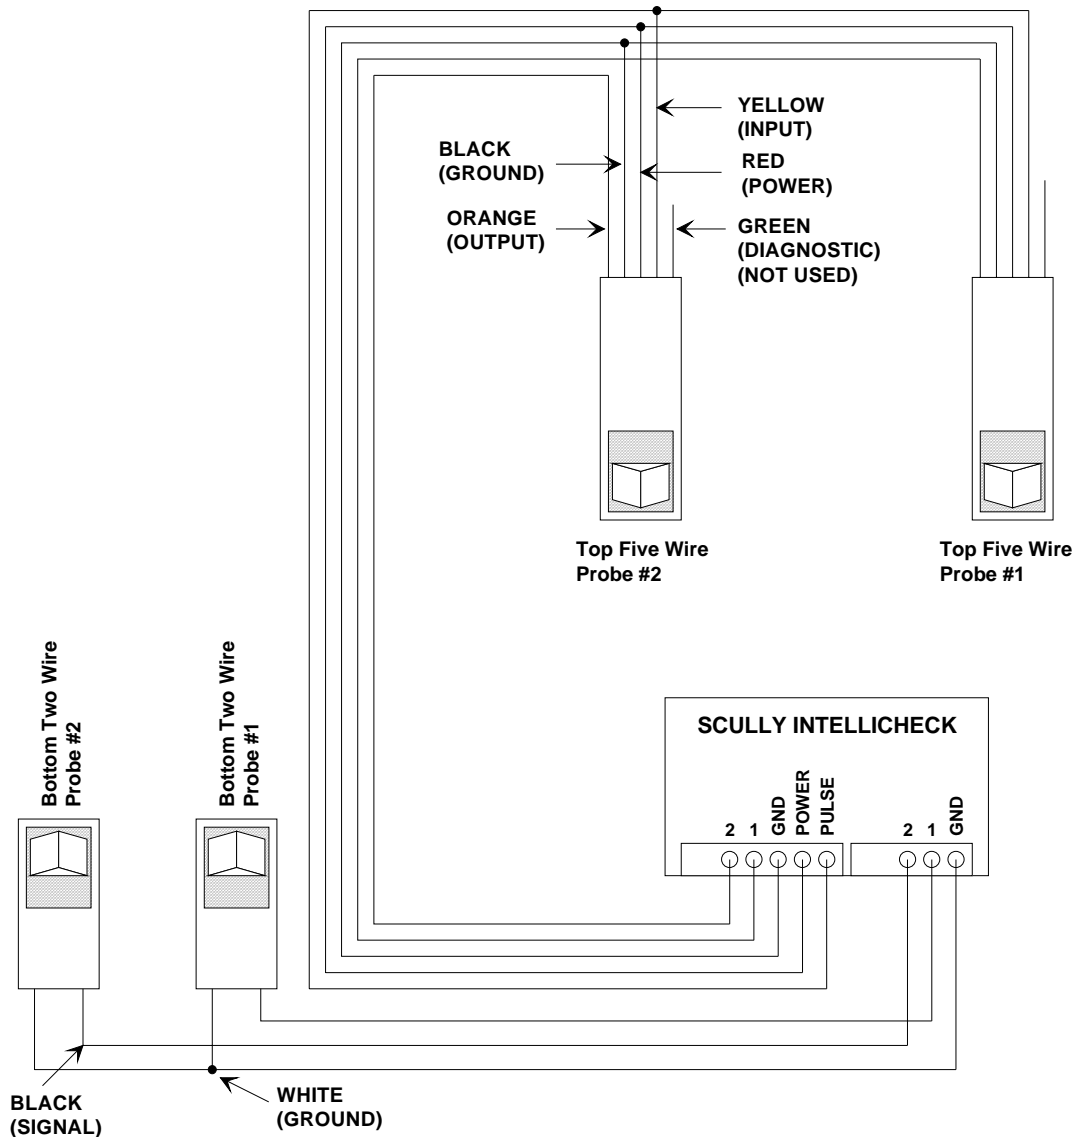 YELLOW
(INPUT)
BLACK
(GROUND)
RED
(POWER)
ORANGE
(OUTPUT)
GREEN
(DIAGNOSTIC)
(NOT USED)
Top Five Wire
Probe #2
Top Five Wire
Probe #1
Bottom Two Wire
Probe #2
Bottom Two Wire
Probe #1
SCULLY INTELLICHECK
2 1 GND POWER PULSE
2 1 GND
BLACK
(SIGNAL)
WHITE
(GROUND)